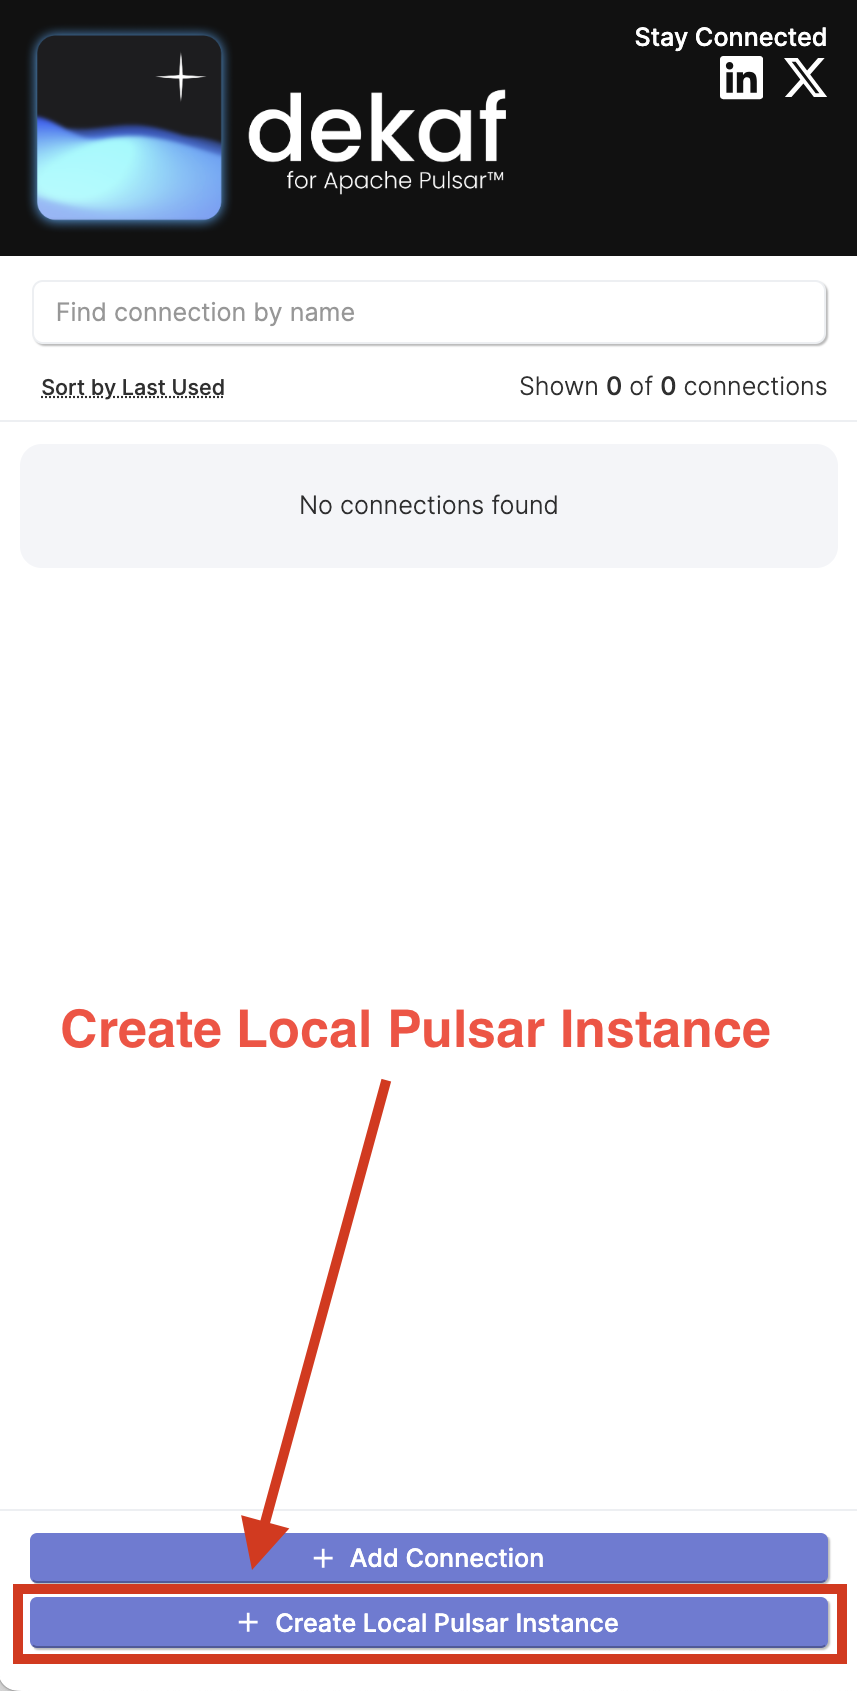 Stay Connected
dekaf
for Apache Pulsar™
Find connection by name
Sort by Last Used
Shown 0 of 0 connections
No connections found
Create Local Pulsar Instance
+ Add Connection
+ Create Local Pulsar Instance